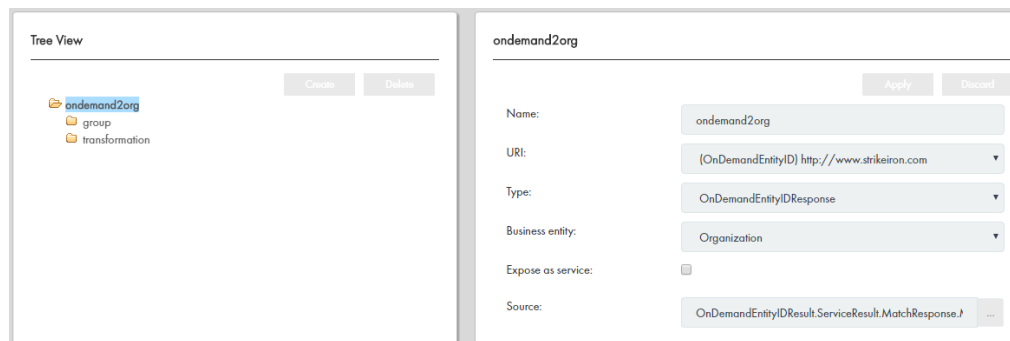 Tree View
Create Delete
ondemand2org
group
transformation
ondemand2org
Apply Discard
Name: ondemand2org
URI: {OnDemandEntityID} http://www.strikeiron.com
Type: OnDemandEntityIDResponse
Business entity: Organization
Expose as service:
Source: OnDemandEntityIDResult.ServiceResult.MatchResponse. ...